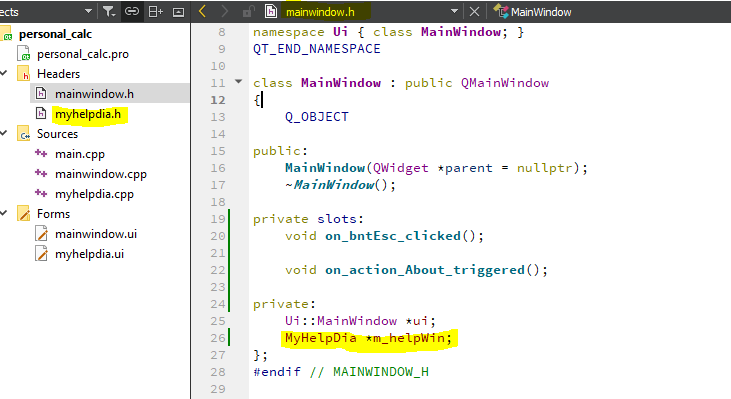 ects
mainwindow.h
MainWindow
personal_calc
personal_calc.pro
Headers
mainwindow.h
myhelpdia.h
Sources
main.cpp
mainwindow.cpp
myhelpdia.cpp
Forms
mainwindow.ui
myhelpdia.ui
8 namespace Ui { class MainWindow; }
9 QT_END_NAMESPACE
10
11 class MainWindow : public QMainWindow
12 {
13 Q_OBJECT
14
15 public:
16 MainWindow(QWidget *parent = nullptr);
17 ~MainWindow();
18
19 private slots:
20 void on_bntEsc_clicked();
21
22 void on_action_About_triggered();
23
24 private:
25 Ui::MainWindow *ui;
26 MyHelpDia *m_helpWin;
27 };
28 #endif // MAINWINDOW_H
29